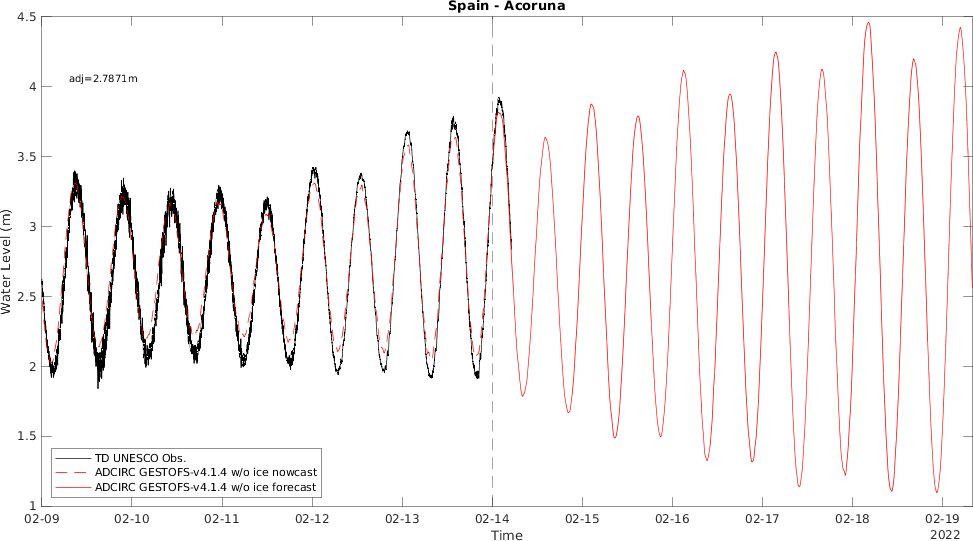 Spain - Acoruna
4.5
adj=2.7871m
4
3.5
3
2.5
2
1.5
1
Water Level (m)
TD UNESCO Obs.
ADCIRC GESTOFS-v4.1.4 w/o ice nowcast
ADCIRC GESTOFS-v4.1.4 w/o ice forecast
02-09 02-10 02-11 02-12 02-13 02-14 02-15 02-16 02-17 02-18 02-19
Time
2022